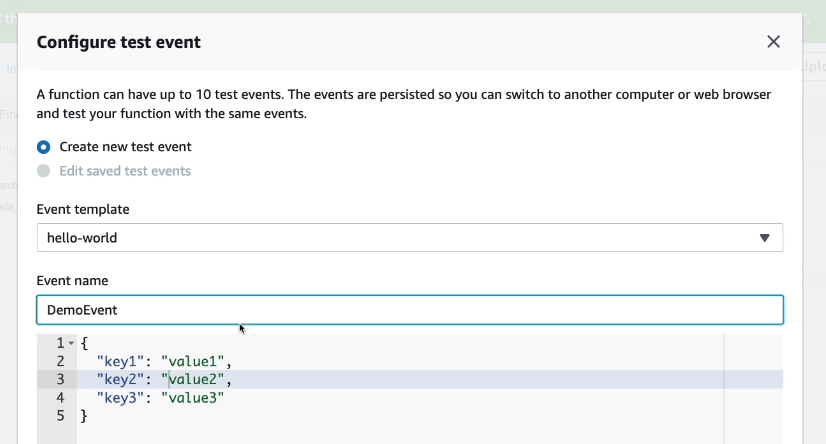 Configure test event
A function can have up to 10 test events. The events are persisted so you can switch to another computer or web browser
and test your function with the same events.
Create new test event
Edit saved test events
Event template
hello-world
Event name
DemoEvent
1 {
2 "key1": "value1",
3 "key2": "value2",
4 "key3": "value3"
5 }